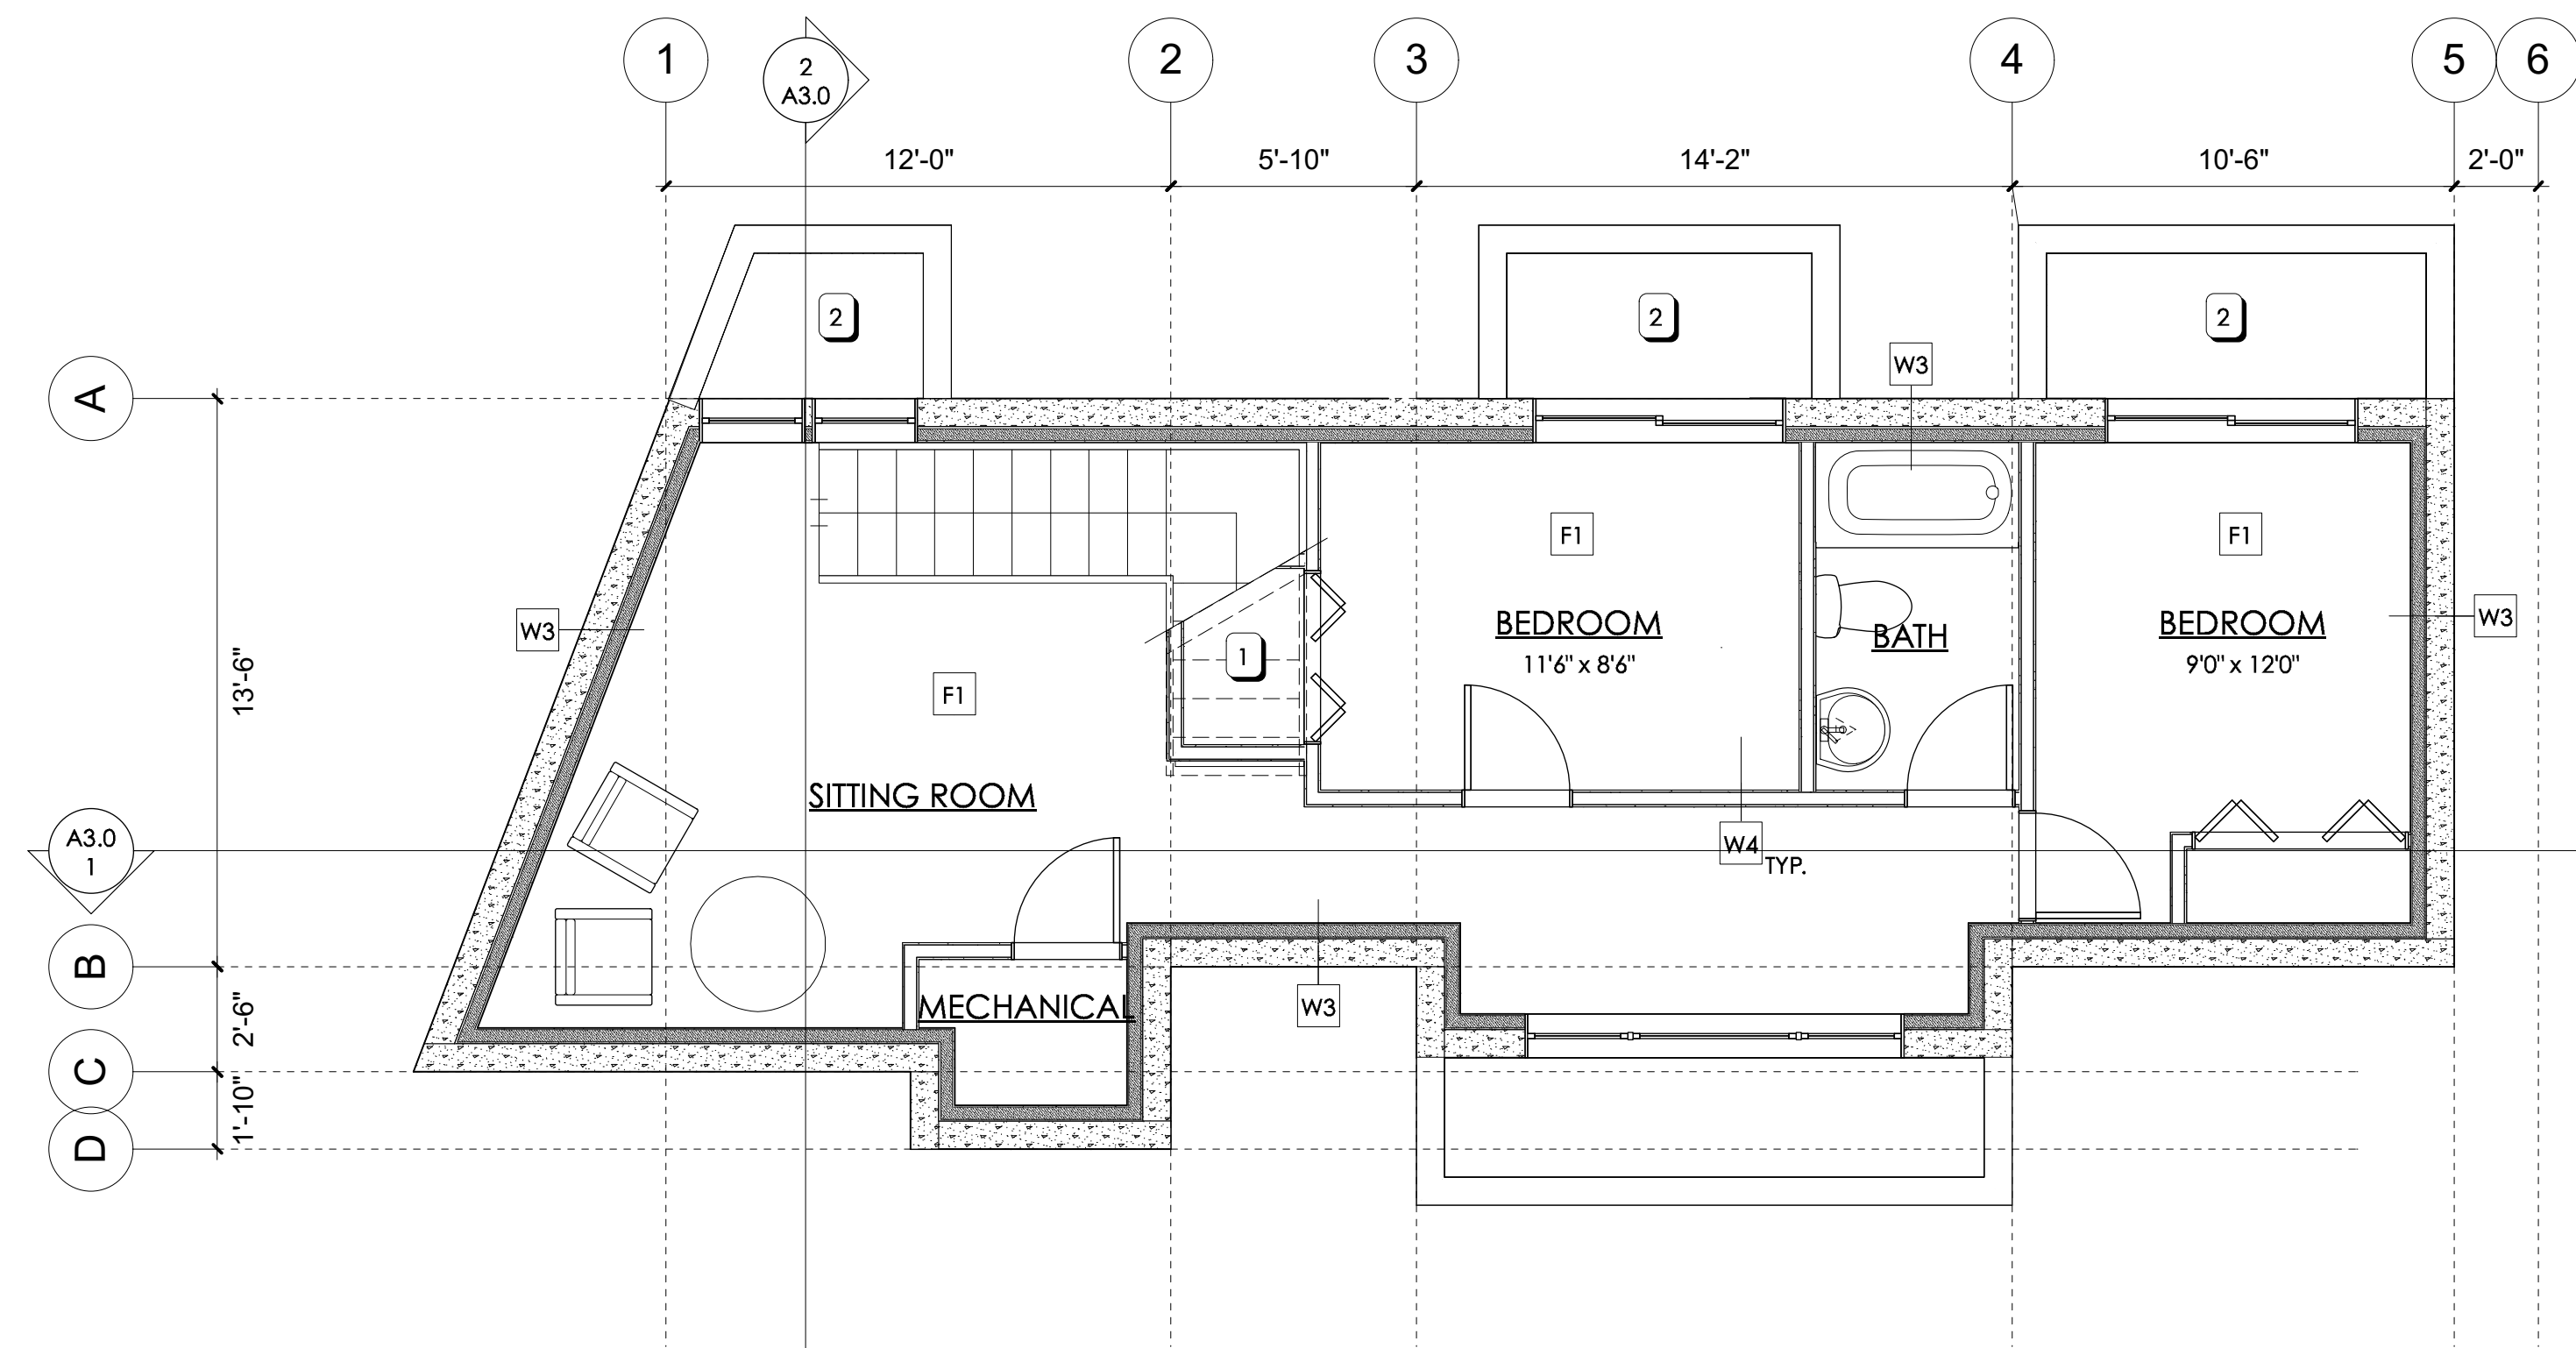 1
2
A3.0
2
3
4
5
6
12'-0"
5'-10"
14'-2"
10'-6"
2'-0"
2
2
2
W3
A
F1
F1
W3
BEDROOM
11'6" x 8'6"
BATH
BEDROOM
9'0" x 12'0"
W3
1
13'-6"
F1
SITTING ROOM
A3.0
1
W4
TYP.
B
MECHANICAL
W3
2'-6"
C
1'-10"
D